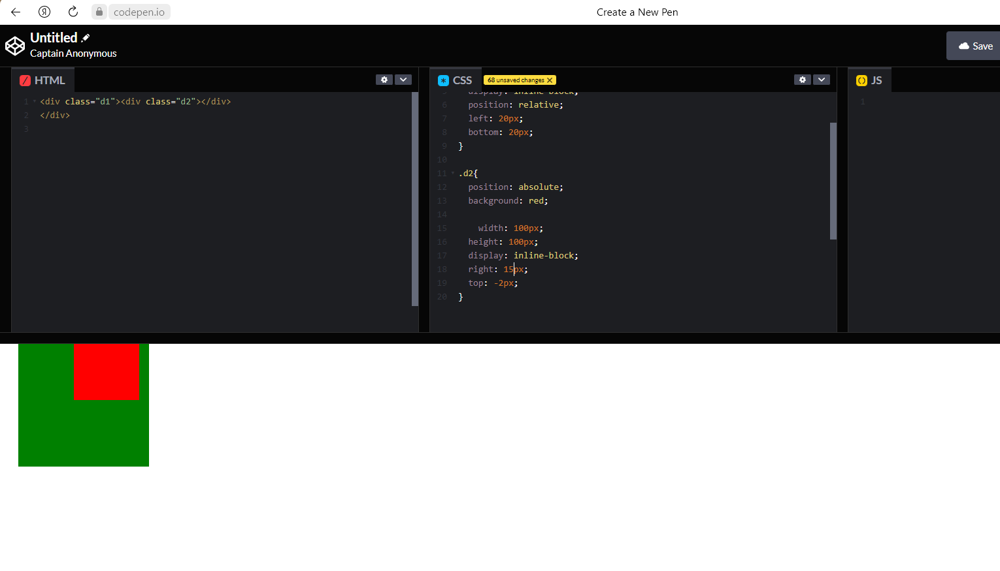 Я codepen.io Create a New Pen
Untitled
Captain Anonymous
Save
HTML
1 <div class="d1"><div class="d2"></div>
2 </div>
3
CSS 68 unsaved changes X
5 display: inline-block;
6 position: relative;
7 left: 20px;
8 bottom: 20px;
9 }
10
11 .d2{
12 position: absolute;
13 background: red;
14
15 width: 100px;
16 height: 100px;
17 display: inline-block;
18 right: 15px;
19 top: -2px;
20 }
JS
1